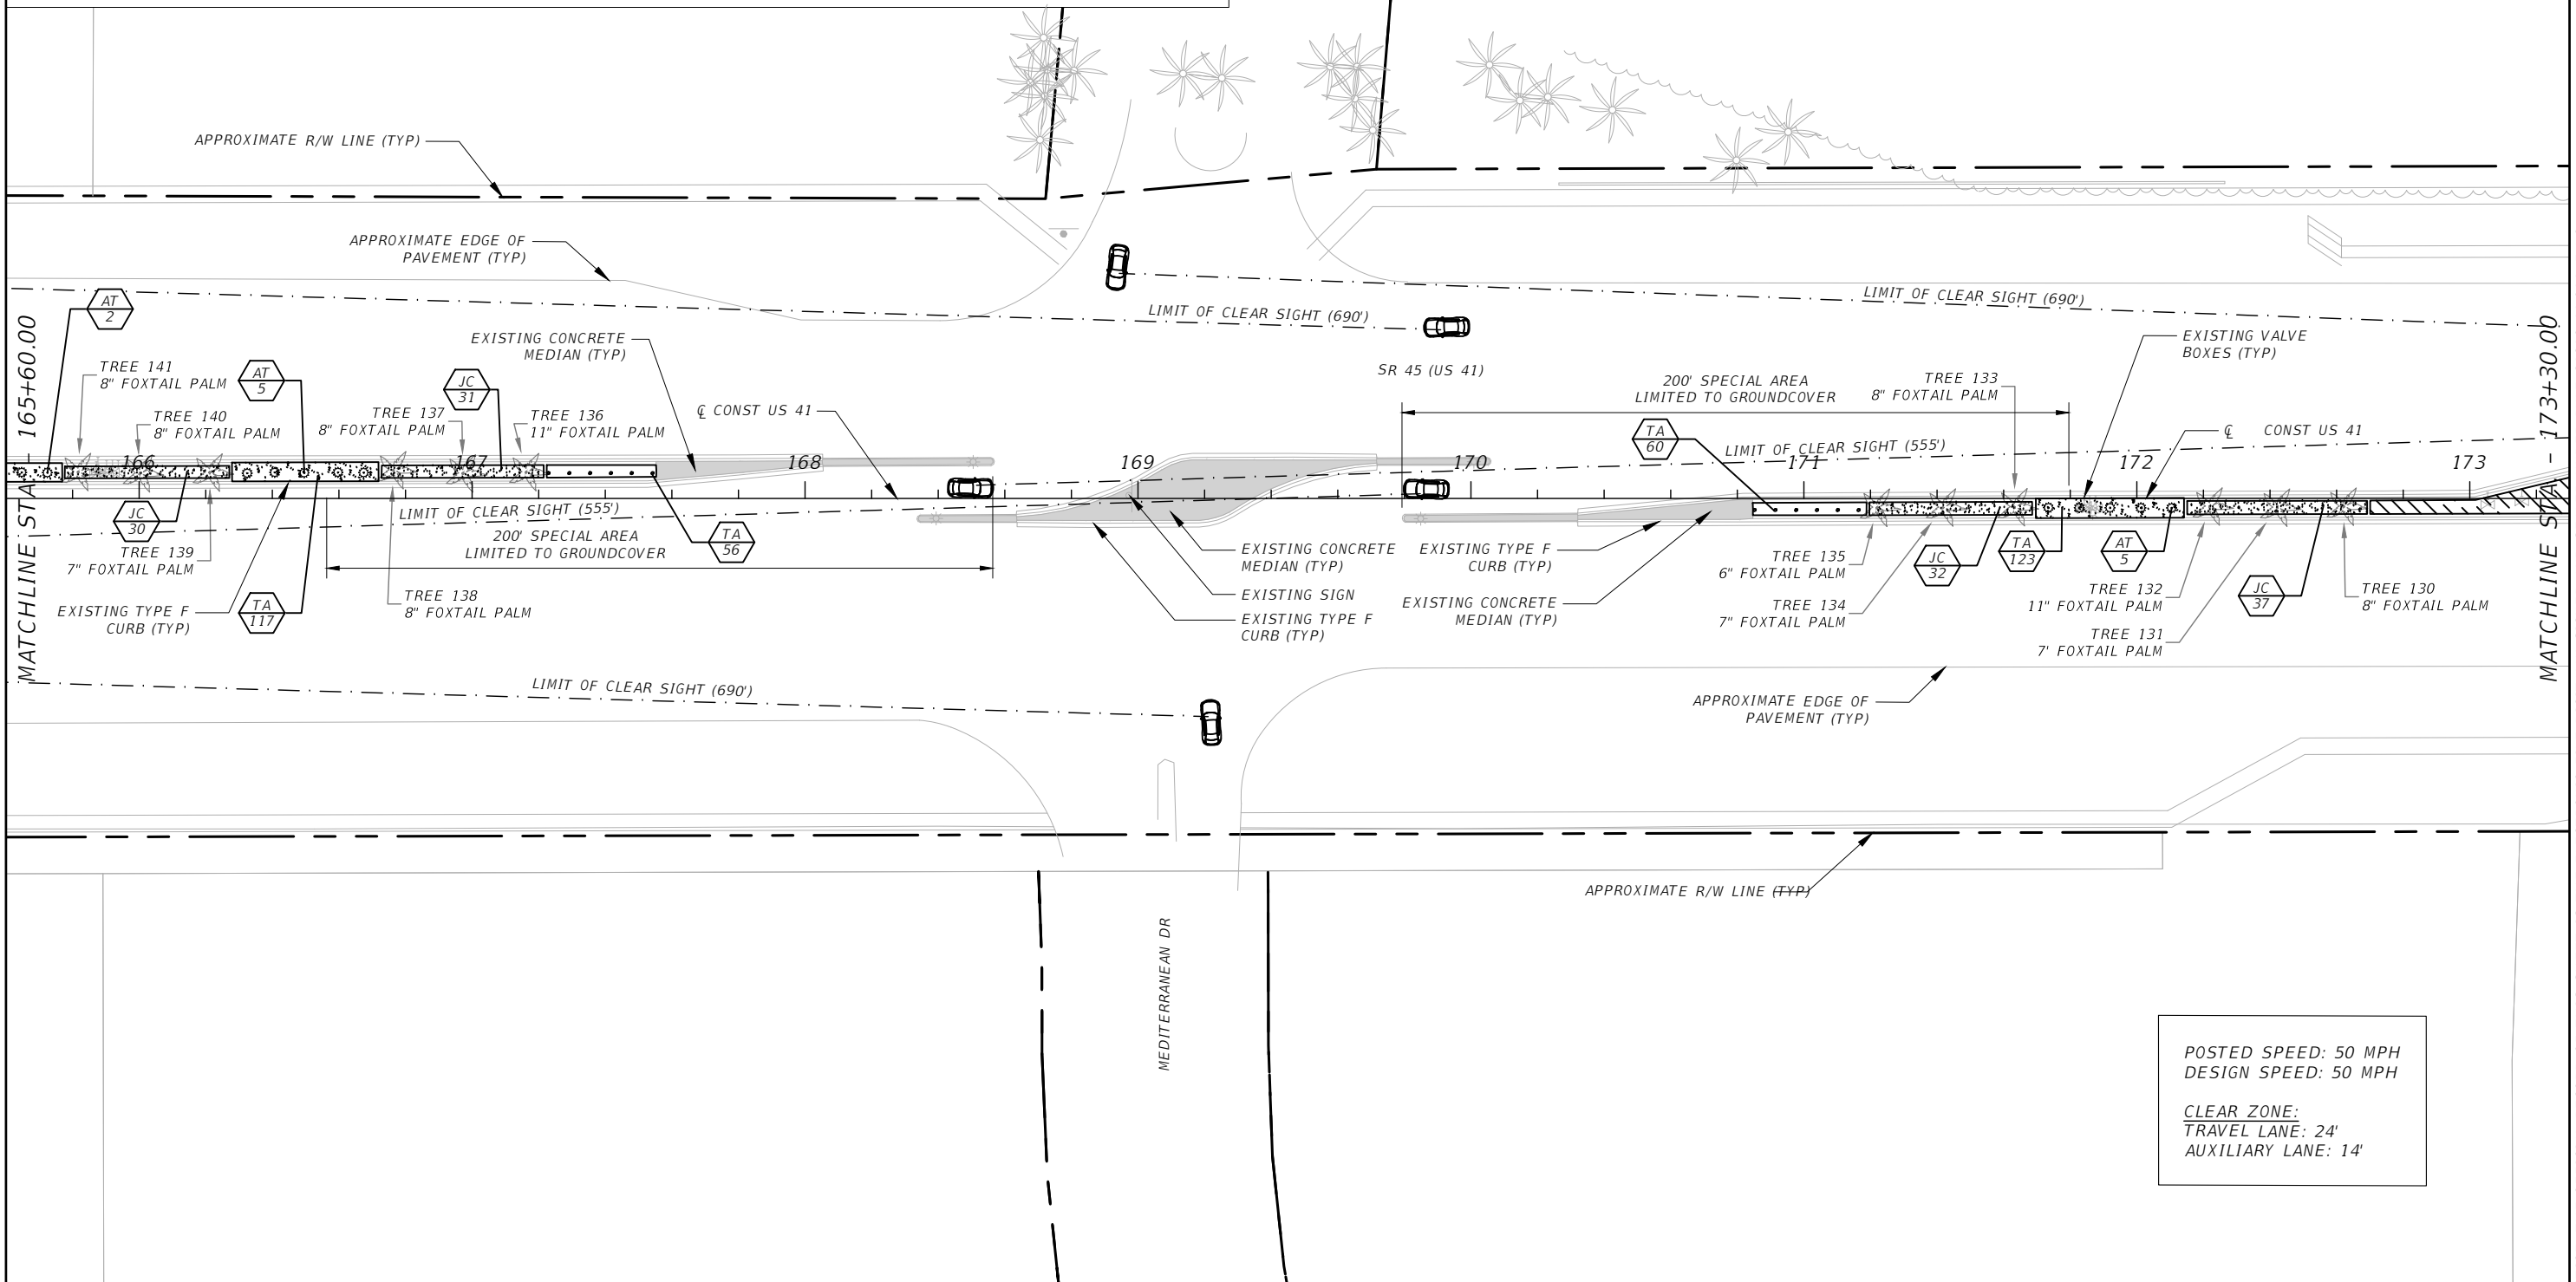 APPROXIMATE R/W LINE (TYP)
APPROXIMATE EDGE OF
PAVEMENT (TYP)
LIMIT OF CLEAR SIGHT (690')
LIMIT OF CLEAR SIGHT (690')
AT
2
EXISTING CONCRETE
MEDIAN (TYP)
SR 45 (US 41)
EXISTING VALVE
BOXES (TYP)
TREE 141
8" FOXTAIL PALM
AT
5
JC
31
200' SPECIAL AREA
LIMITED TO GROUNDCOVER
TREE 133
8" FOXTAIL PALM
TREE 140
8" FOXTAIL PALM
TREE 137
8" FOXTAIL PALM
TREE 136
11" FOXTAIL PALM
℄ CONST US 41
TA
60
LIMIT OF CLEAR SIGHT (555')
℄ CONST US 41
MATCHLINE STA - 165+60.00
MATCHLINE STA - 173+30.00
166
167
168
169
170
171
172
173
JC
30
LIMIT OF CLEAR SIGHT (555')
200' SPECIAL AREA
LIMITED TO GROUNDCOVER
TA
56
TREE 139
7" FOXTAIL PALM
EXISTING CONCRETE
MEDIAN (TYP)
EXISTING TYPE F
CURB (TYP)
TREE 135
6" FOXTAIL PALM
JC
32
TA
123
AT
5
EXISTING TYPE F
CURB (TYP)
TA
117
TREE 138
8" FOXTAIL PALM
EXISTING SIGN
EXISTING TYPE F
CURB (TYP)
EXISTING CONCRETE
MEDIAN (TYP)
TREE 134
7" FOXTAIL PALM
TREE 132
11" FOXTAIL PALM
JC
37
TREE 130
8" FOXTAIL PALM
TREE 131
7' FOXTAIL PALM
LIMIT OF CLEAR SIGHT (690')
APPROXIMATE EDGE OF
PAVEMENT (TYP)
APPROXIMATE R/W LINE (TYP)
MEDITERRANEAN DR
POSTED SPEED: 50 MPH
DESIGN SPEED: 50 MPH
CLEAR ZONE:
TRAVEL LANE: 24'
AUXILIARY LANE: 14'